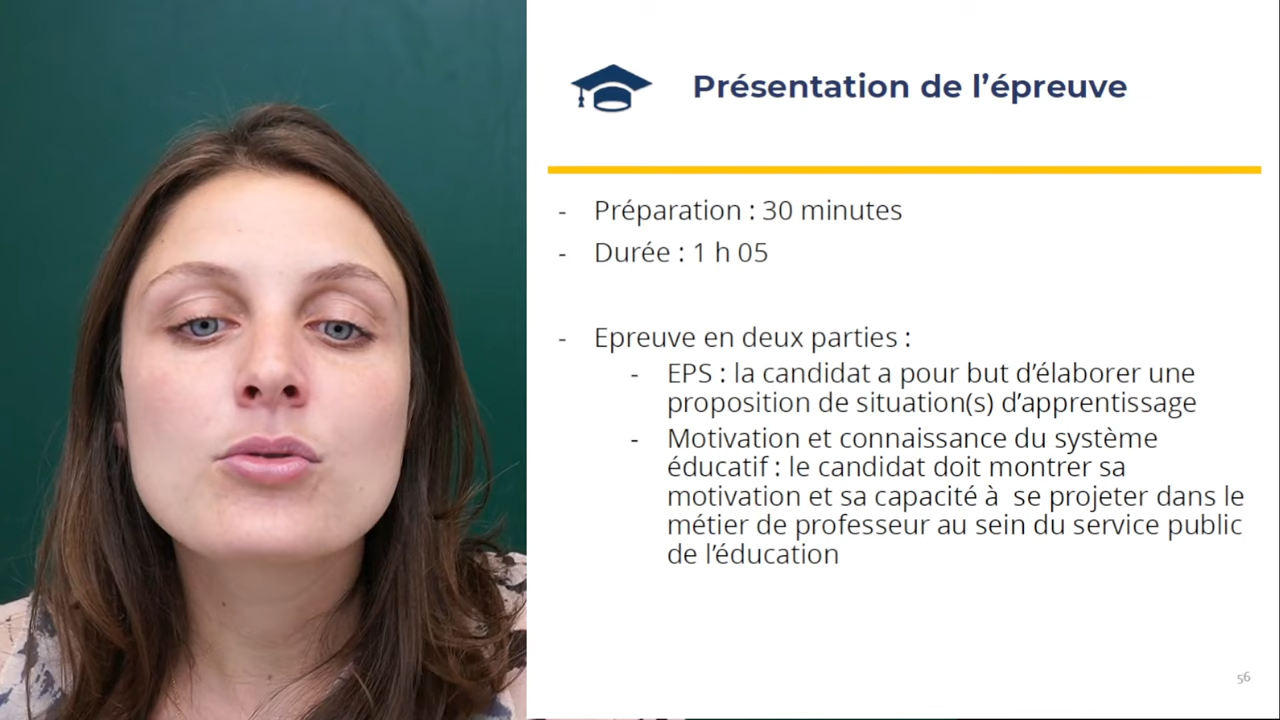 Présentation de l’épreuve
- Préparation : 30 minutes
- Durée : 1 h 05
- Epreuve en deux parties :
- EPS : la candidat a pour but d’élaborer une
proposition de situation(s) d’apprentissage
- Motivation et connaissance du système
éducatif : le candidat doit montrer sa
motivation et sa capacité à  se projeter dans le
métier de professeur au sein du service public
de l’éducation
56